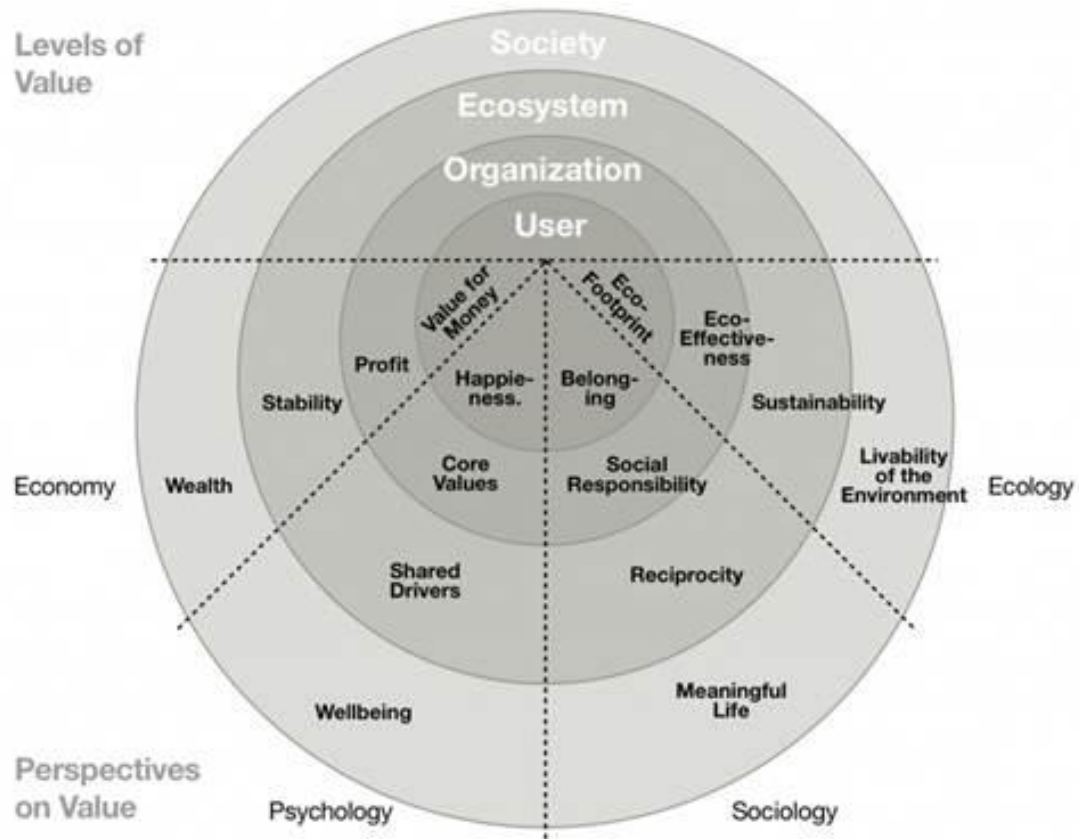 Levels of
Value
Society
Ecosystem
Organization
User
Value for
Money
Eco-
Footprint
Profit
Eco-
Effective-
ness
Happie-
ness.
Belong-
ing
Stability
Sustainability
Economy
Wealth
Core
Values
Social
Responsibility
Livability
of the
Environment
Ecology
Shared
Drivers
Reciprocity
Wellbeing
Meaningful
Life
Perspectives
on Value
Psychology
Sociology